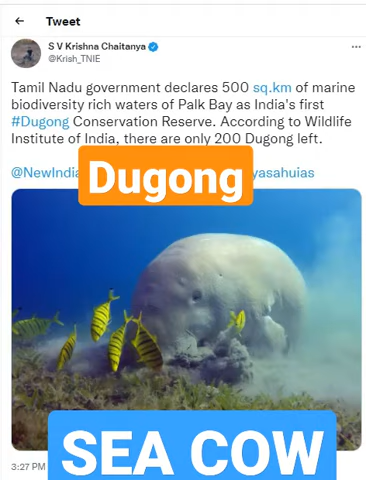 Tweet
S V Krishna Chaitanya
@Krish_TNIE
Tamil Nadu government declares 500 sq.km of marine
biodiversity rich waters of Palk Bay as India's first
#Dugong Conservation Reserve. According to Wildlife
Institute of India, there are only 200 Dugong left.
@NewIndia
Dugong
3:27 PM
SEA COW